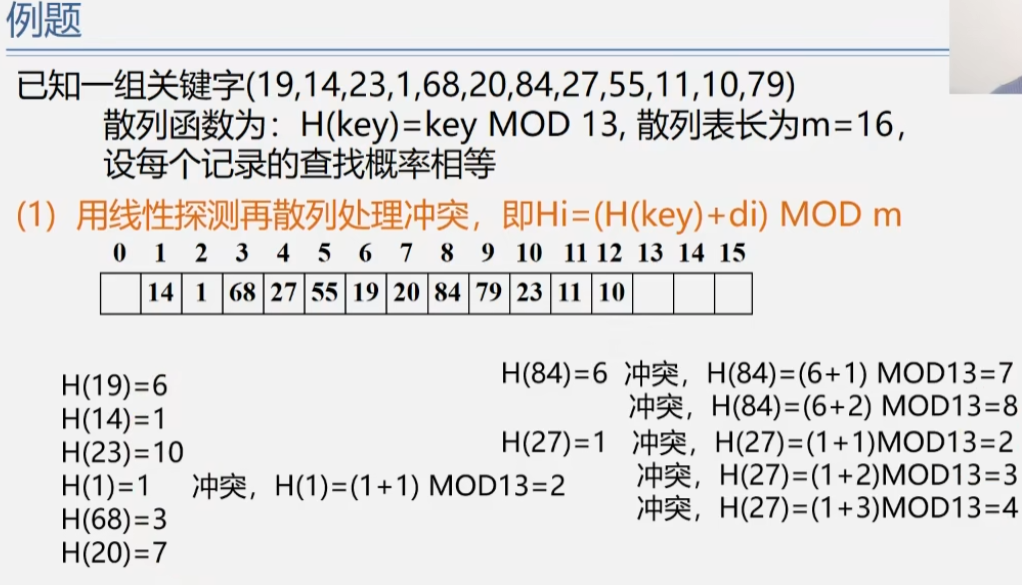 例题
已知一组关键字(19,14,23,1,68,20,84,27,55,11,10,79)
散列函数为：H(key)=key MOD 13, 散列表长为m=16，
设每个记录的查找概率相等
(1) 用线性探测再散列处理冲突，即Hi=(H(key)+di) MOD m
0 1 2 3 4 5 6 7 8 9 10 11 12 13 14 15
14 1 68 27 55 19 20 84 79 23 11 10
H(19)=6
H(14)=1
H(23)=10
H(1)=1 冲突，H(1)=(1+1) MOD13=2
H(68)=3
H(20)=7
H(84)=6 冲突，H(84)=(6+1) MOD13=7
冲突，H(84)=(6+2) MOD13=8
H(27)=1 冲突，H(27)=(1+1)MOD13=2
冲突，H(27)=(1+2)MOD13=3
冲突，H(27)=(1+3)MOD13=4